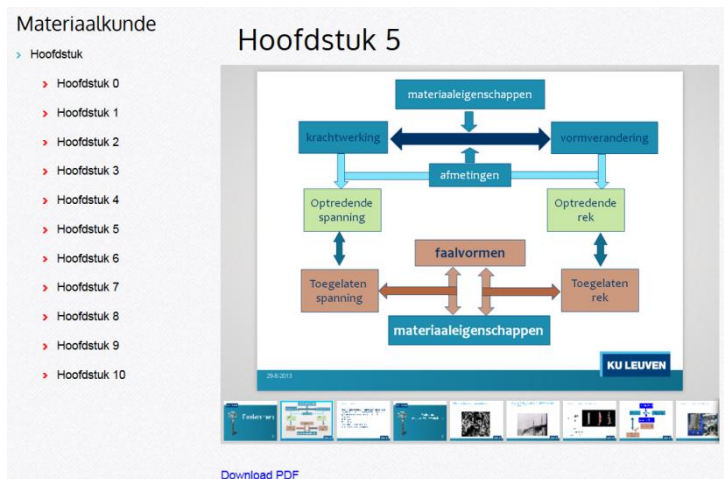 Materiaalkunde
Hoofdstuk
Hoofdstuk 0
Hoofdstuk 1
Hoofdstuk 2
Hoofdstuk 3
Hoofdstuk 4
Hoofdstuk 5
Hoofdstuk 6
Hoofdstuk 7
Hoofdstuk 8
Hoofdstuk 9
Hoofdstuk 10
Hoofdstuk 5
materiaaleigenschappen
krachtwerking
vormverandering
afmetingen
Optredende
spanning
Optredende
rek
faalvormen
Toegelaten
spanning
Toegelaten
rek
materiaaleigenschappen
29-8-2013
KU LEUVEN
Download PDF